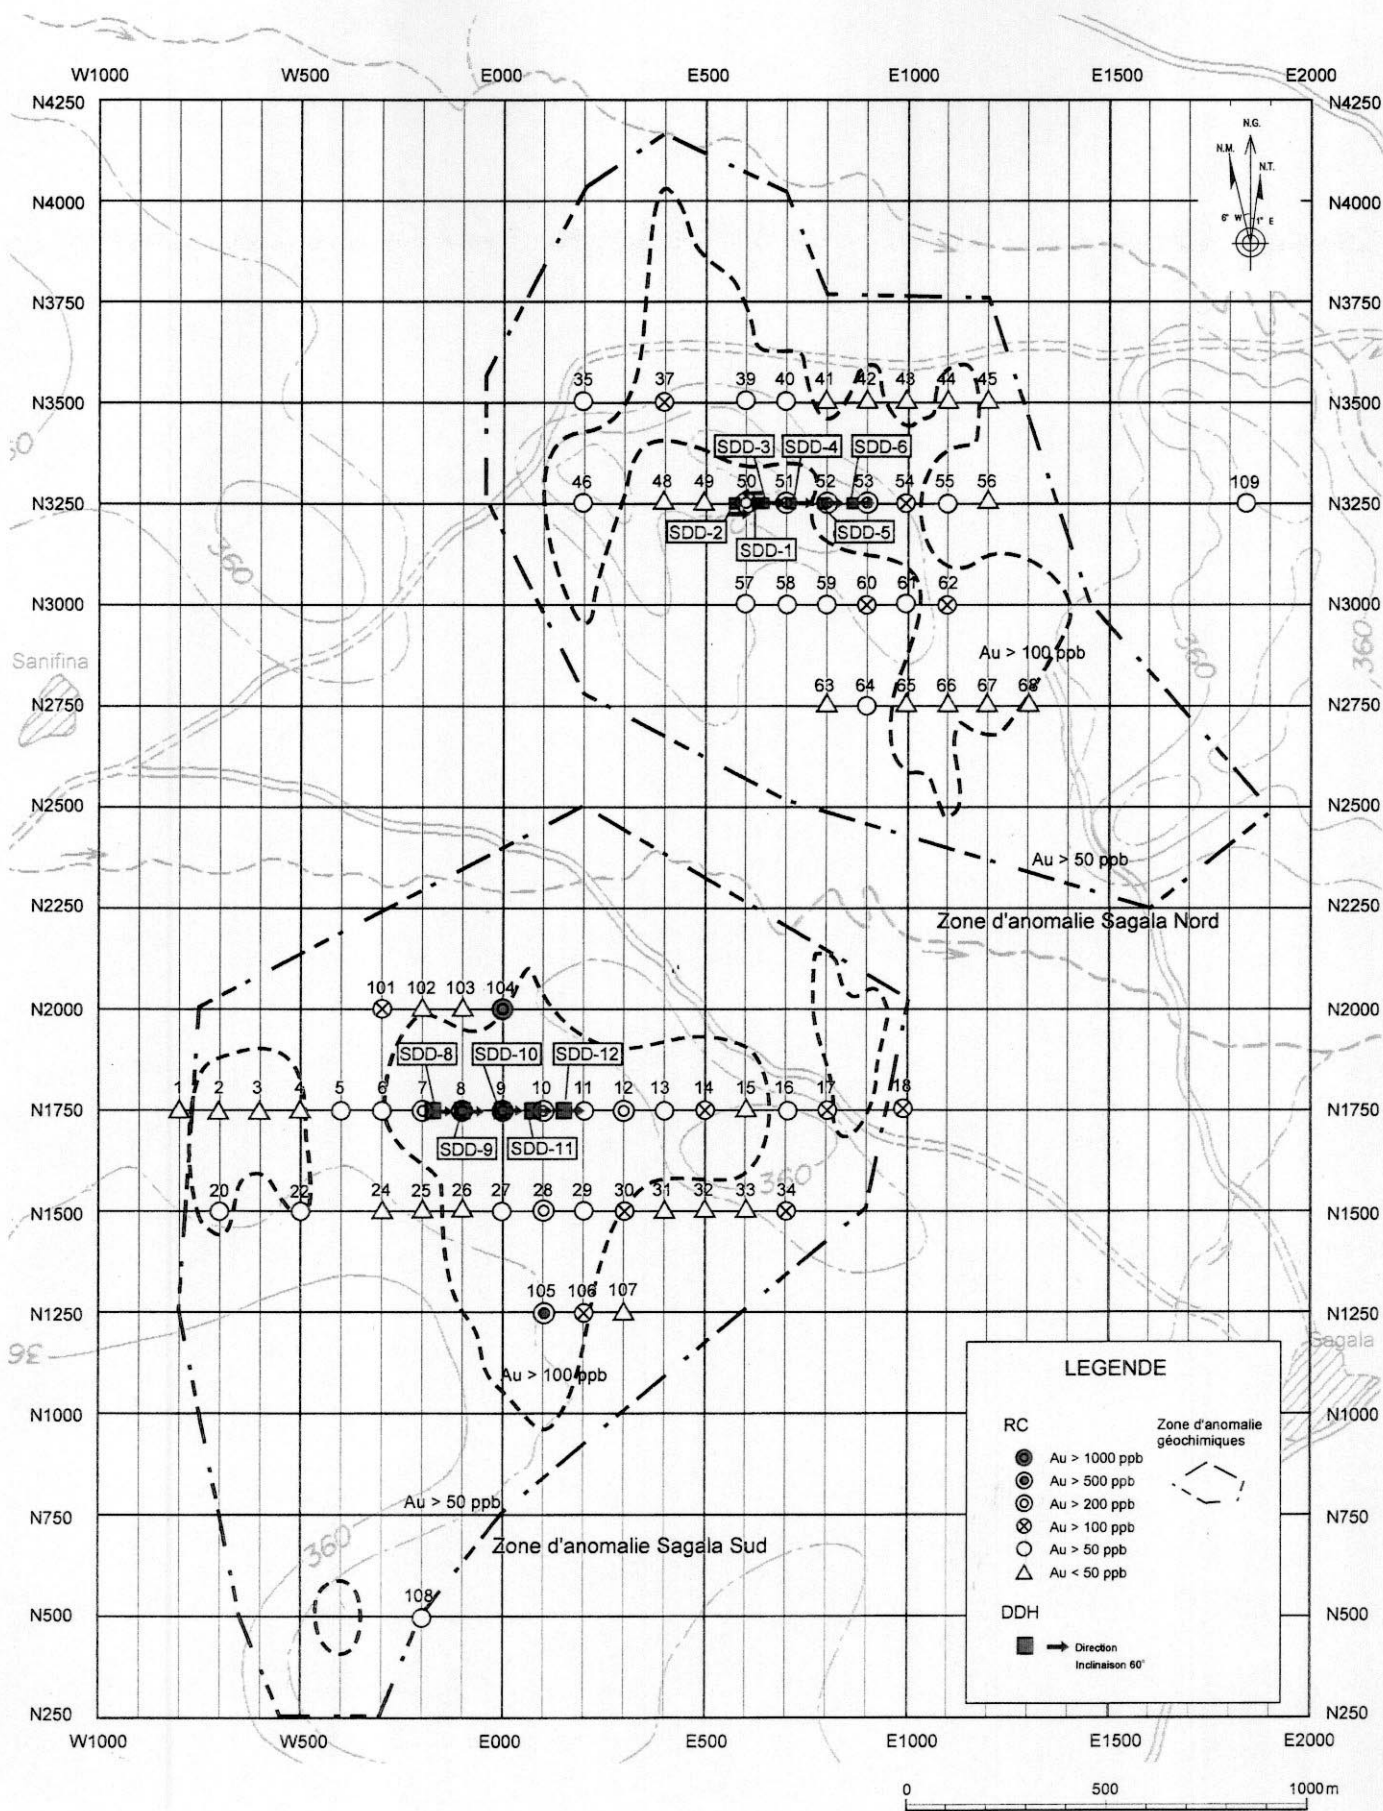 W1000 W500 E000 E500 E1000 E1500 E2000
N4250 N4250
N.G.
N.M. N.T.
6° W 1° E
N4000 N4000
N3750 N3750
35 37 39 40 41 42 43 44 45
N3500 N3500
SDD-3 SDD-4 SDD-6
46 48 49 50 51 52 53 54 55 56 109
N3250 N3250
SDD-2 SDD-5
SDD-1
360
57 58 59 60 61 62
N3000 N3000
Sanifina
Au > 100 ppb
360
360
63 64 65 66 67 68
N2750 N2750
N2500 N2500
Au > 50 ppb
N2250 N2250
Zone d'anomalie Sagala Nord
101 102 103 104
N2000 N2000
SDD-8 SDD-10 SDD-12
1 2 3 4 5 6 7 8 9 10 11 12 13 14 15 16 17 18
N1750 N1750
SDD-9 SDD-11
360
20 22 24 25 26 27 28 29 30 31 32 33 34
N1500 N1500
105 106 107
N1250 N1250
Sagala
Au > 100 ppb
N1000 N1000
Au > 50 ppb
N750 N750
Zone d'anomalie Sagala Sud
360
108
N500 N500
N250 N250
LEGENDE
RC
Zone d'anomalie
géochimiques
Au > 1000 ppb
Au > 500 ppb
Au > 200 ppb
Au > 100 ppb
Au > 50 ppb
Au < 50 ppb
DDH
Direction
Inclinaison 60°
W1000 W500 E000 E500 E1000 E1500 E2000
0 500 1000m